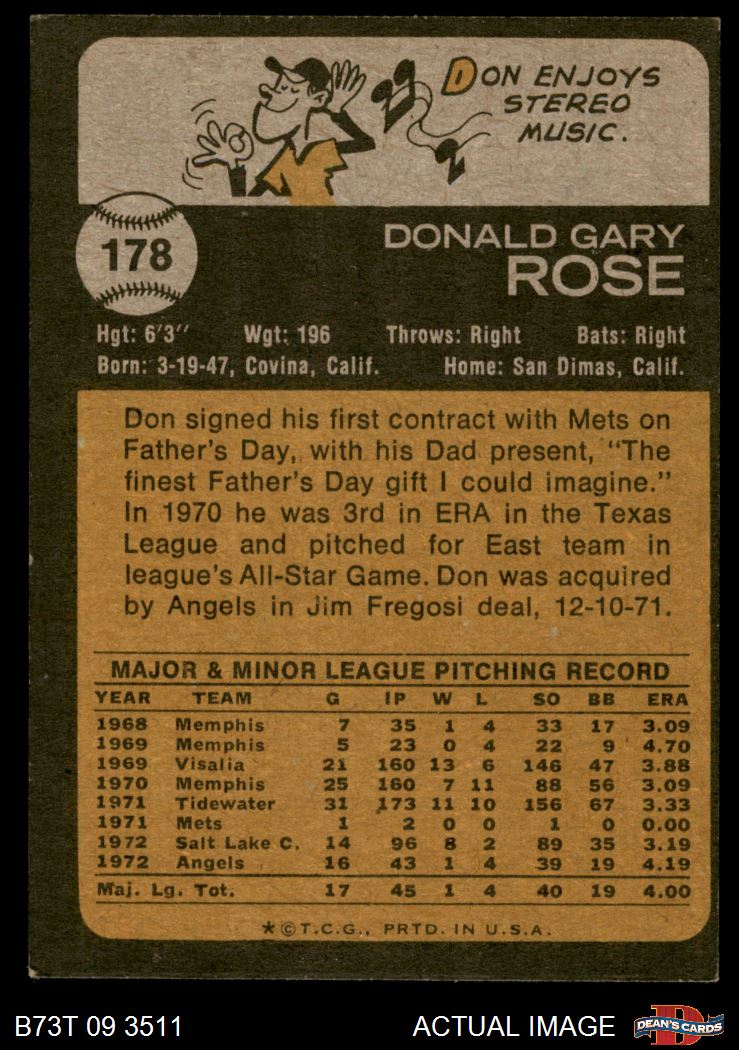 DON ENJOYS
STEREO
MUSIC.
178
DONALD GARY
ROSE
Hgt: 6'3" Wgt: 196 Throws: Right Bats: Right
Born: 3-19-47, Covina, Calif. Home: San Dimas, Calif.
Don signed his first contract with Mets on
Father's Day, with his Dad present, "The
finest Father's Day gift I could imagine."
In 1970 he was 3rd in ERA in the Texas
League and pitched for East team in
league's All-Star Game. Don was acquired
by Angels in Jim Fregosi deal, 12-10-71.
MAJOR & MINOR LEAGUE PITCHING RECORD
YEAR TEAM G IP W L SO BB ERA
1968 Memphis 7 35 1 4 33 17 3.09
1969 Memphis 5 23 0 4 22 9 4.70
1969 Visalia 21 160 13 6 146 47 3.88
1970 Memphis 25 160 7 11 88 56 3.09
1971 Tidewater 31 173 11 10 156 67 3.33
1971 Mets 1 2 0 0 1 0 0.00
1972 Salt Lake C. 14 96 8 2 89 35 3.19
1972 Angels 16 43 1 4 39 19 4.19
Maj. Lg. Tot. 17 45 1 4 40 19 4.00
★©T.C.G., PRTD. IN U.S.A.
B73T 09 3511 ACTUAL IMAGE DEAN'S CARDS